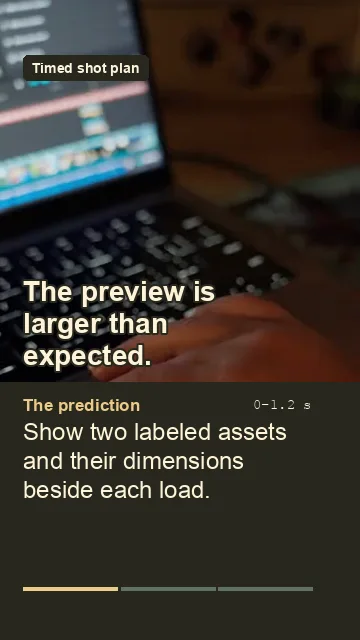 Timed shot plan
The preview is
larger than
expected.
The prediction
0-1.2 s
Show two labeled assets
and their dimensions
beside each load.